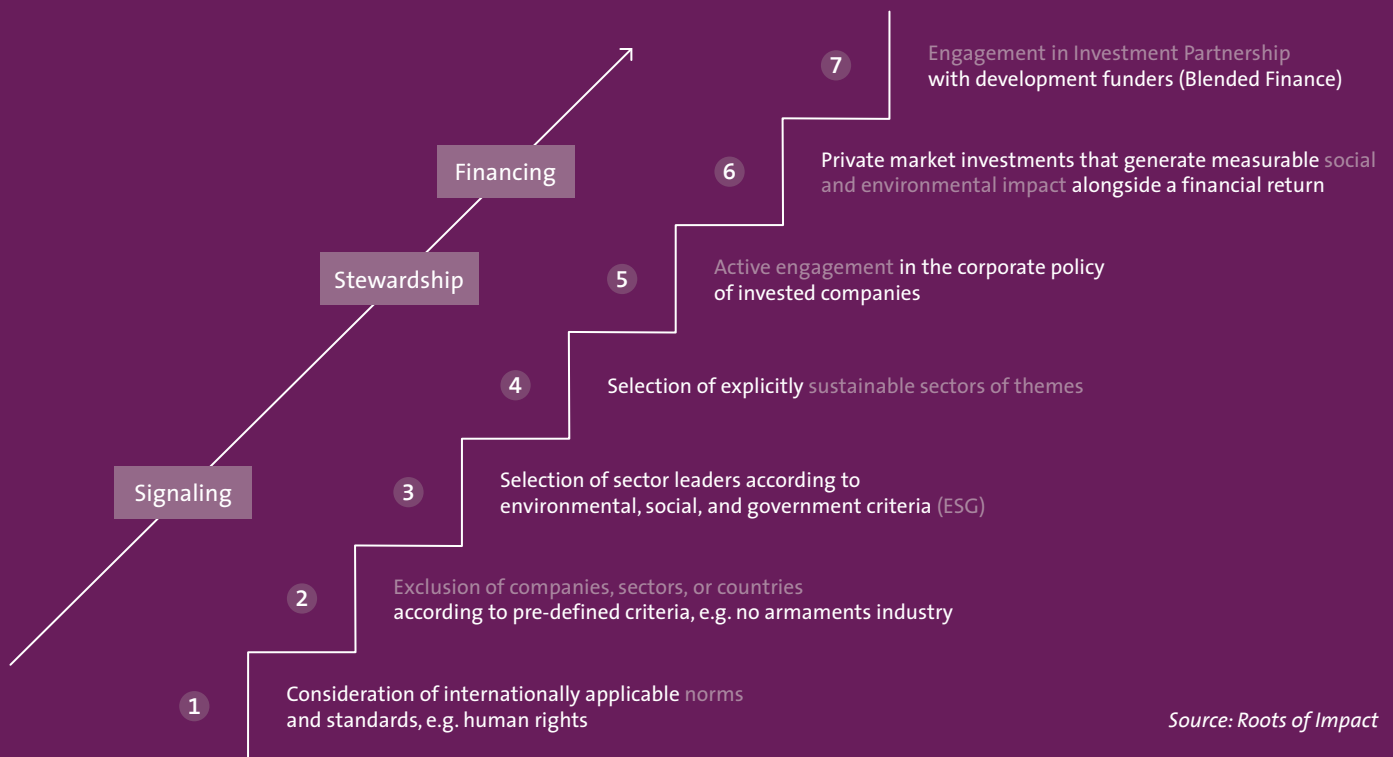 7
Engagement in Investment Partnership
with development funders (Blended Finance)
Financing
6
Private market investments that generate measurable social
and environmental impact alongside a financial return
Stewardship
5
Active engagement in the corporate policy
of invested companies
4
Selection of explicitly sustainable sectors of themes
Signaling
3
Selection of sector leaders according to
environmental, social, and government criteria (ESG)
2
Exclusion of companies, sectors, or countries
according to pre-defined criteria, e.g. no armaments industry
1
Consideration of internationally applicable norms
and standards, e.g. human rights
Source: Roots of Impact